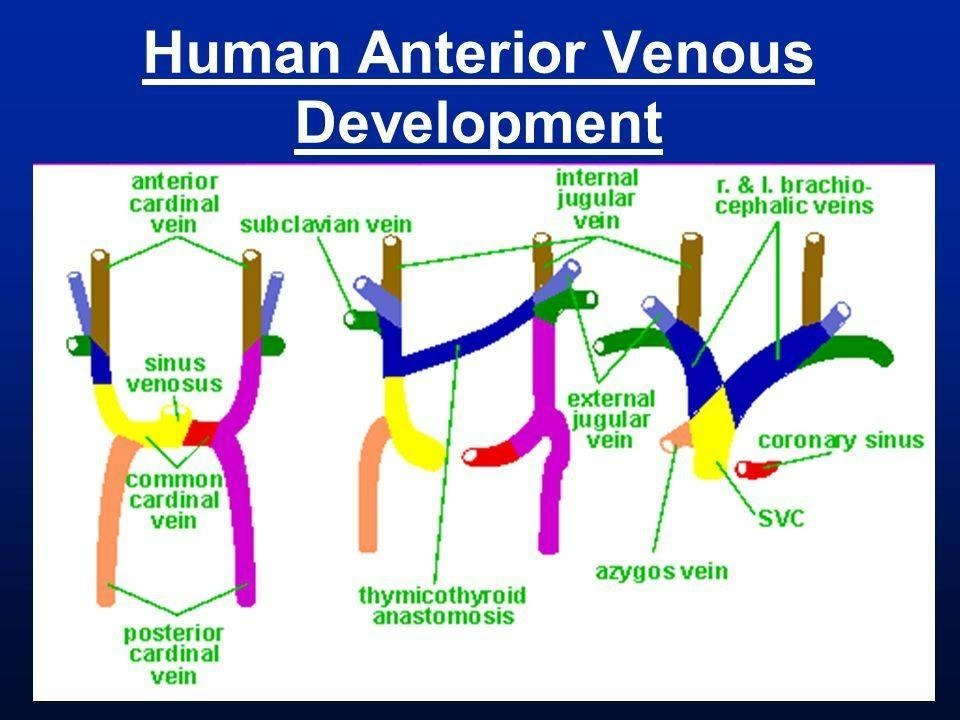 Human Anterior Venous
Development
anterior
cardinal
vein
subclavian vein
internal
jugular
vein
r. & l. brachio-
cephalic veins
sinus
venosus
external
jugular
vein
coronary sinus
common
cardinal
vein
SVC
azygos vein
thymicothyroid
anastomosis
posterior
cardinal
vein